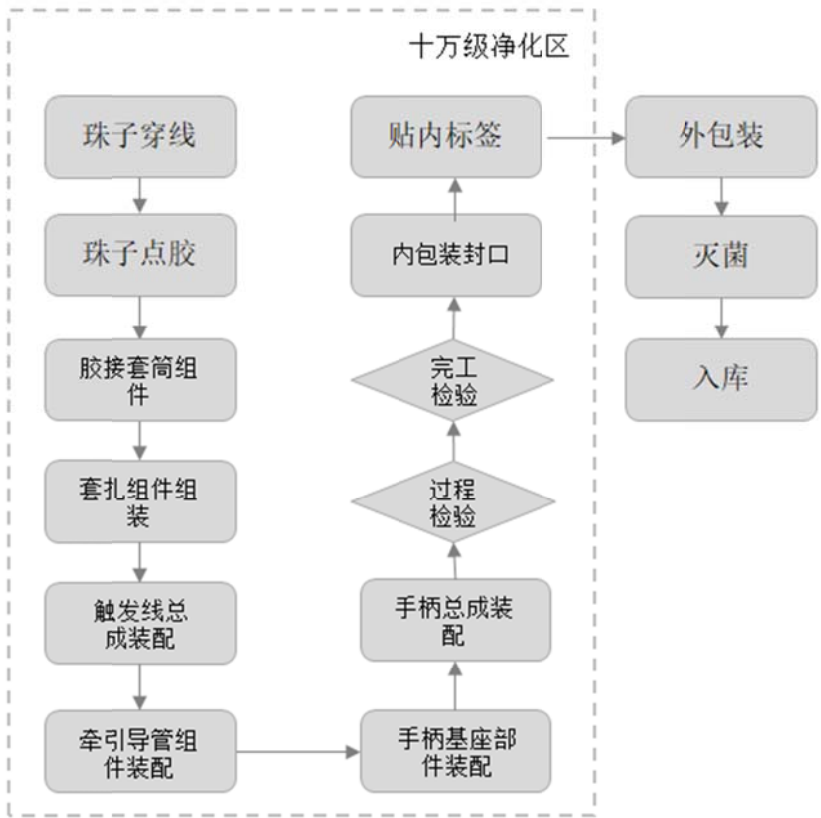 十万级净化区
珠子穿线
珠子点胶
胶接套筒组
件
套扎组件组
装
触发线总
成装配
牵引导管组
件装配
手柄基座部
件装配
手柄总成装
配
过程
检验
完工
检验
内包装封口
贴内标签
外包装
灭菌
入库